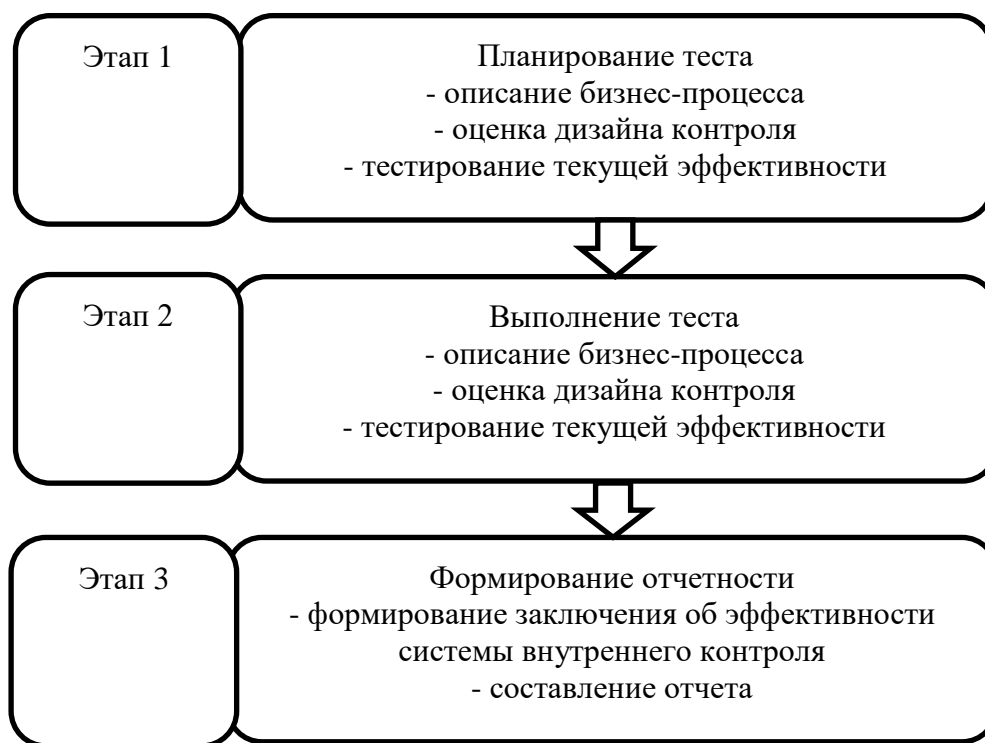 Этап 1
Планирование теста
- описание бизнес-процесса
- оценка дизайна контроля
- тестирование текущей эффективности
Этап 2
Выполнение теста
- описание бизнес-процесса
- оценка дизайна контроля
- тестирование текущей эффективности
Этап 3
Формирование отчетности
- формирование заключения об эффективности
системы внутреннего контроля
- составление отчета